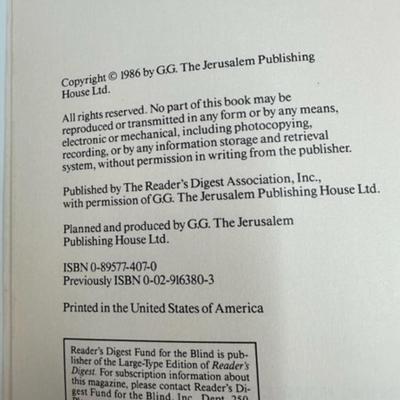 Copyright © 1986 by G.G. The Jerusalem Publishing
House Ltd.
All rights reserved. No part of this book may be
reproduced or transmitted in any form or by any means,
electronic or mechanical, including photocopying,
recording, or by any information storage and retrieval
system, without permission in writing from the publisher.
Published by The Reader's Digest Association, Inc.,
with permission of G.G. The Jerusalem Publishing House Ltd.
Planned and produced by G.G. The Jerusalem
Publishing House Ltd.
ISBN 0-89577-407-0
Previously ISBN 0-02-916380-3
Printed in the United States of America
Reader's Digest Fund for the Blind is pub-
lisher of the Large-Type Edition of Reader's
Digest. For subscription information about
this magazine, please contact Reader's Di-
gest Fund for the Blind, Inc., Dept. 250,